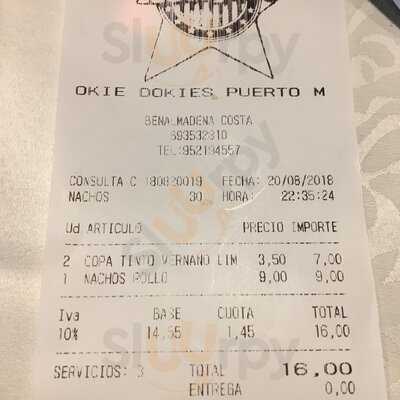 OKIE DOKIES PUERTO M
BENALMADENA COSTA
693532810
TEL:952194557
CONSULTA C 180820019 FECHA: 20/08/2018
NACHOS 30 HORA: 22:35:24
Ud ARTICULO PRECIO IMPORTE
2 COPA TINTO VERNANO LIM 3,50 7,00
1 NACHOS POLLO 9,00 9,00
Iva BASE CUOTA TOTAL
10% 14,55 1,45 16,00
SERVICIOS: 3 TOTAL 16,00
ENTREGA 0,00
Sluurpy